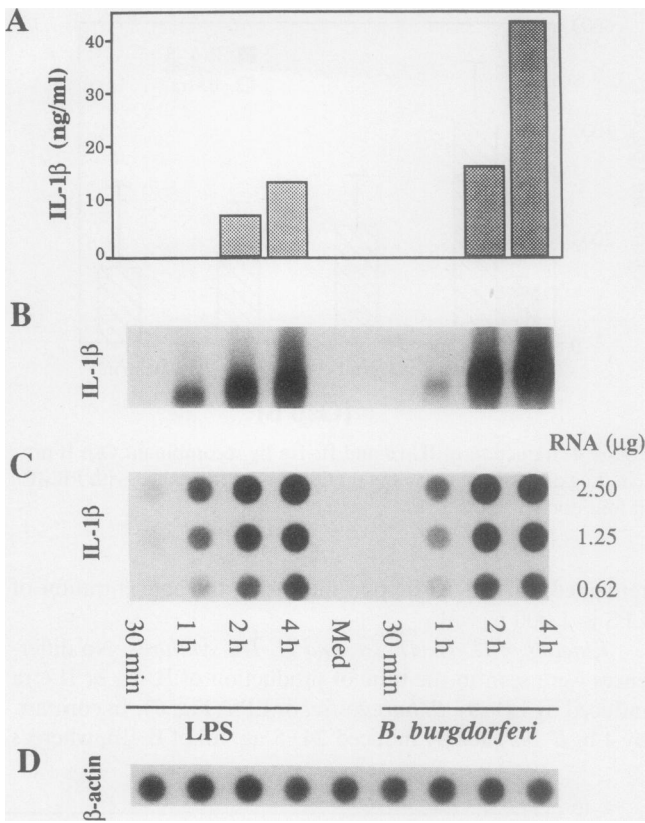 A
IL-1β (ng/ml)
40
30
20
10
0
B
IL-1β
RNA (μg)
C
IL-1β
2.50
1.25
0.62
30 min
1 h
2 h
4 h
Med
30 min
1 h
2 h
4 h
LPS
B. burgdorferi
D
β-actin